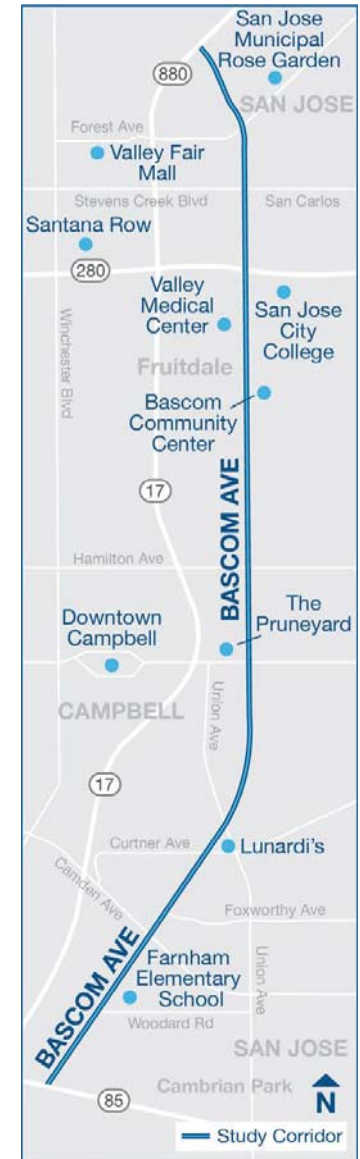 San Jose
Municipal
Rose Garden
880
SAN JOSE
Forest Ave
Valley Fair
Mall
Stevens Creek Blvd
San Carlos
Santana Row
280
Valley
Medical
Center
San Jose
City
College
Winchester Blvd
Fruitdale
Bascom
Community
Center
BASCOM AVE
17
Hamilton Ave
Downtown
Campbell
The
Pruneyard
Union Ave
CAMPBELL
17
Curtner Ave
Lunardi's
Camden Ave
Foxworthy Ave
BASCOM AVE
Farnham
Elementary
School
Union Ave
Woodard Rd
SAN JOSE
Cambrian Park
85
N
Study Corridor